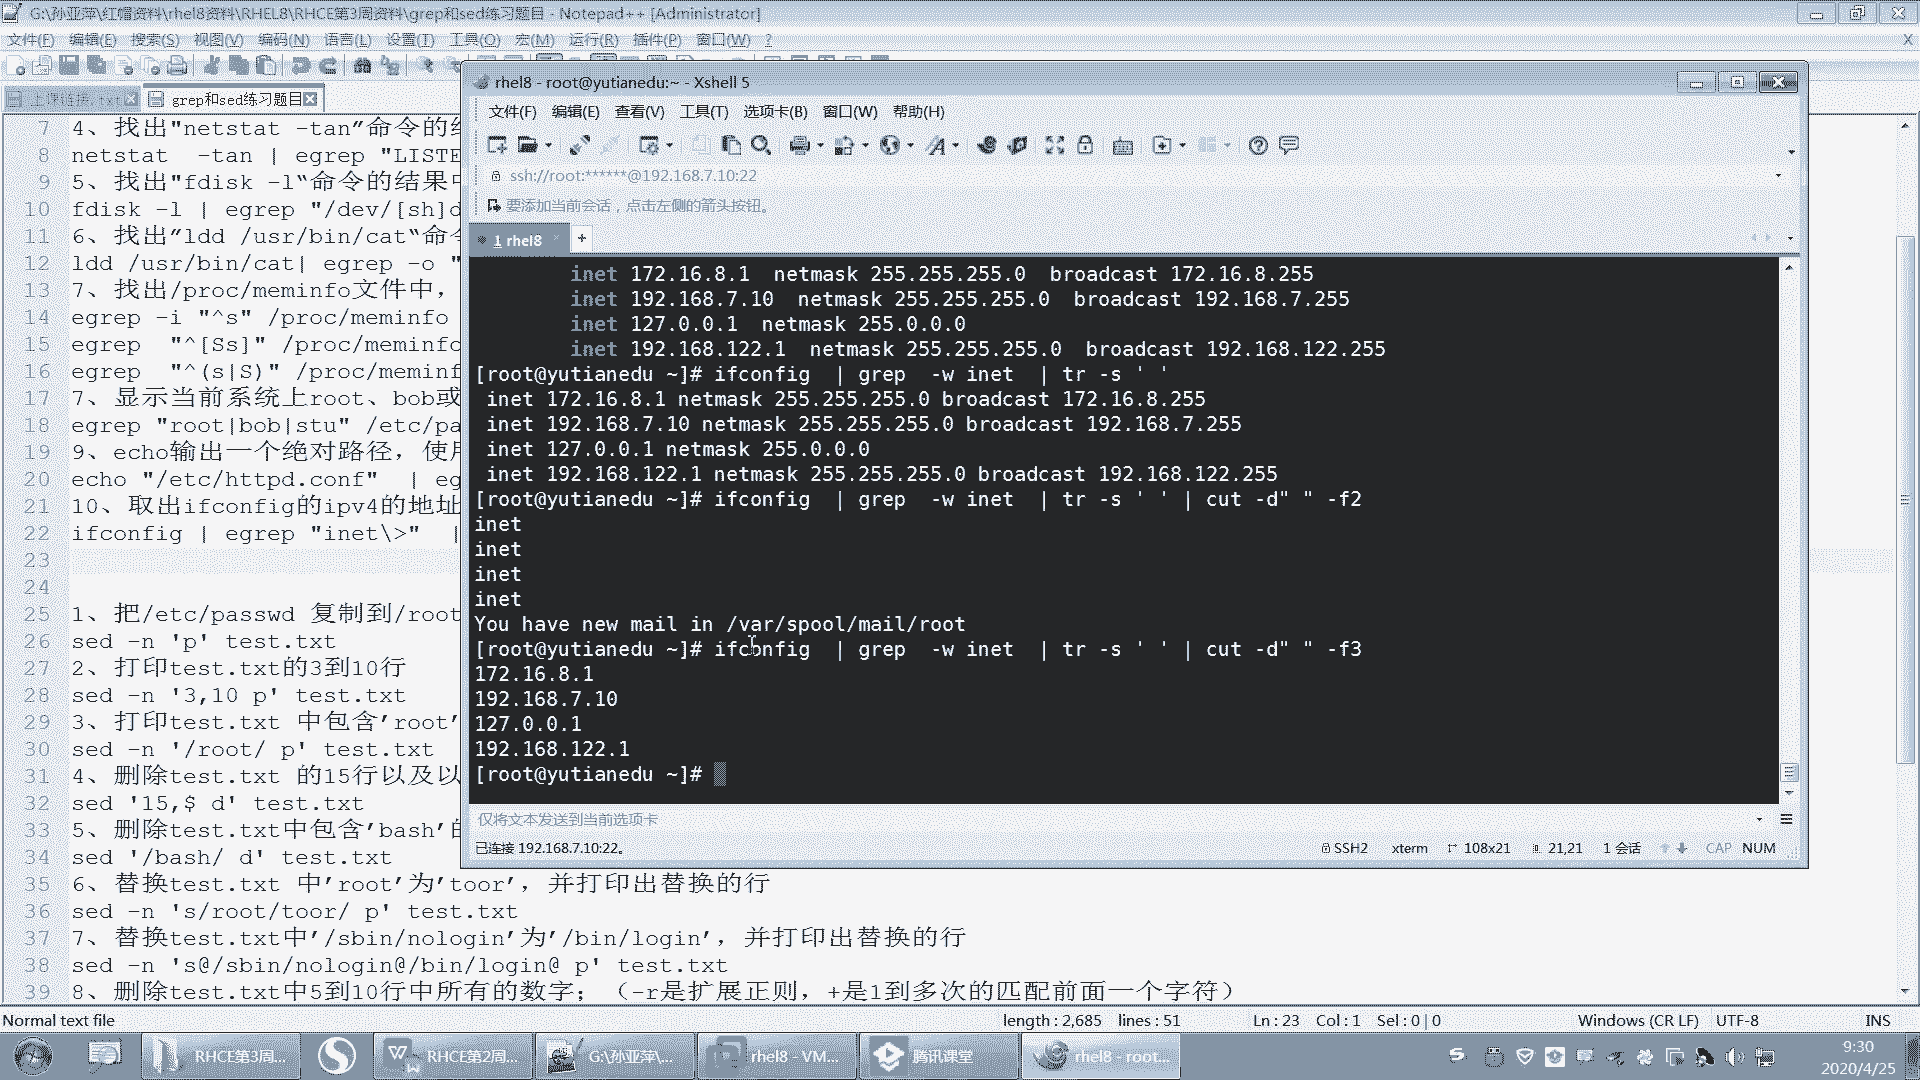 G:\孙亚萍\红帽资料\rhel8资料\RHEL8\RHCE第3周资料\grep和sed练习题目 - Notepad++ [Administrator]
文件(F) 编辑(E) 搜索(S) 视图(V) 编码(N) 语言(L) 设置(T) 工具(O) 宏(M) 运行(R) 插件(P) 窗口(W) ? X
上课链接.txt grep和sed练习题目
7 4、找出"netstat -tan”命令的
8 netstat  -tan | egrep "LISTE
9 5、找出"fdisk -l“命令的结果
10 fdisk -l | egrep "/dev/[sh]d
11 6、找出”ldd /usr/bin/cat“命
12 ldd /usr/bin/cat| egrep -o "
13 7、找出/proc/meminfo文件中，
14 egrep -i "^s" /proc/meminfo
15 egrep  "^[Ss]" /proc/meminfo
16 egrep  "^(s|S)" /proc/meminf
17 7、显示当前系统上root、bob或
18 egrep "root|bob|stu" /etc/pa
19 9、echo输出一个绝对路径，使
20 echo "/etc/httpd.conf"  | eg
21 10、取出ifconfig的ipv4的地址
22 ifconfig | egrep "inet\>"  |
23
24
25 1、把/etc/passwd 复制到/root
26 sed -n 'p' test.txt
27 2、打印test.txt的3到10行
28 sed -n '3,10 p' test.txt
29 3、打印test.txt 中包含’root’
30 sed -n '/root/ p' test.txt
31 4、删除test.txt 的15行以及以
32 sed '15,$ d' test.txt
33 5、删除test.txt中包含’bash’
34 sed '/bash/ d' test.txt
35 6、替换test.txt 中’root’为’toor’，并打印出替换的行
36 sed -n 's/root/toor/ p' test.txt
37 7、替换test.txt中’/sbin/nologin’为’/bin/login’，并打印出替换的行
38 sed -n 's@/sbin/nologin@/bin/login@ p' test.txt
39 8、删除test.txt中5到10行中所有的数字；（-r是扩展正则，+是1到多次的匹配前面一个字符）
rhel8 - root@yutianedu:~ - Xshell 5
文件(F) 编辑(E) 查看(V) 工具(T) 选项卡(B) 窗口(W) 帮助(H)
ssh://root:******@192.168.7.10:22
要添加当前会话，点击左侧的箭头按钮。
1 rhel8 × +
inet 172.16.8.1  netmask 255.255.255.0  broadcast 172.16.8.255
inet 192.168.7.10  netmask 255.255.255.0  broadcast 192.168.7.255
inet 127.0.0.1  netmask 255.0.0.0
inet 192.168.122.1  netmask 255.255.255.0  broadcast 192.168.122.255
[root@yutianedu ~]# ifconfig  | grep  -w inet  | tr -s ' '
 inet 172.16.8.1 netmask 255.255.255.0 broadcast 172.16.8.255
 inet 192.168.7.10 netmask 255.255.255.0 broadcast 192.168.7.255
 inet 127.0.0.1 netmask 255.0.0.0
 inet 192.168.122.1 netmask 255.255.255.0 broadcast 192.168.122.255
[root@yutianedu ~]# ifconfig  | grep  -w inet  | tr -s ' ' | cut -d" " -f2
inet
inet
inet
inet
You have new mail in /var/spool/mail/root
[root@yutianedu ~]# ifconfig  | grep  -w inet  | tr -s ' ' | cut -d" " -f3
172.16.8.1
192.168.7.10
127.0.0.1
192.168.122.1
[root@yutianedu ~]#
仅将文本发送到当前选项卡
已连接 192.168.7.10:22。 SSH2 xterm 108x21 21,21 1 会话 CAP NUM
Normal text file length : 2,685 lines : 51 Ln : 23 Col : 1 Sel : 0 | 0 Windows (CR LF) UTF-8 INS
RHCE第3周... RHCE第2周... G:\孙亚萍\... rhel8 - VM... 腾讯课堂 rhel8 - root...
9:30
2020/4/25